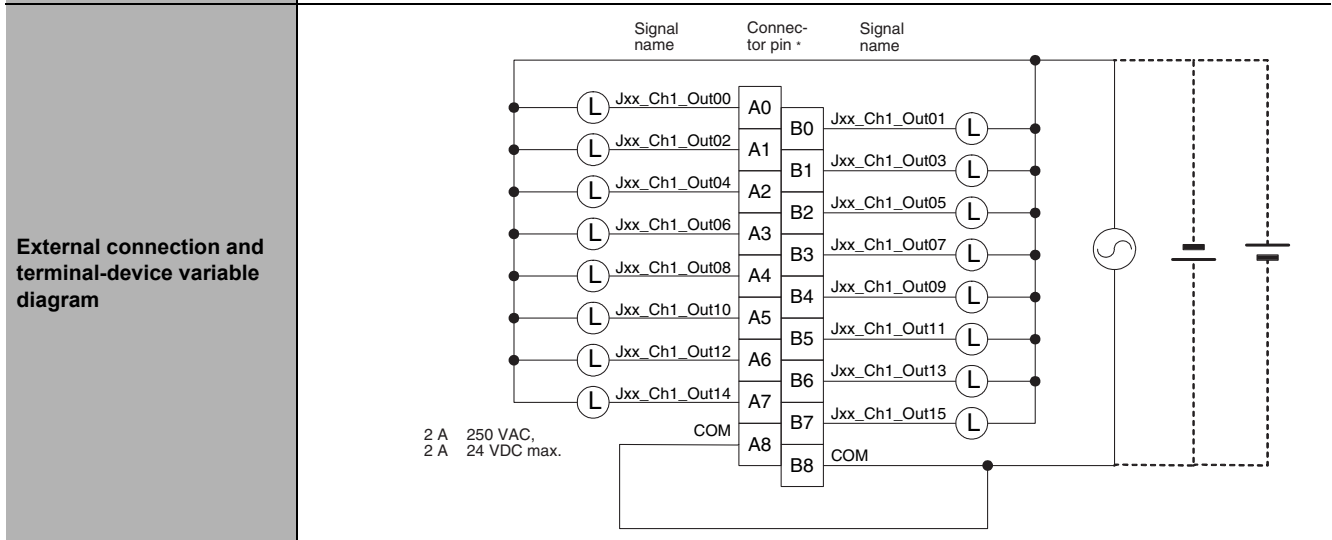 External connection and
terminal-device variable
diagram
Signal
name
Connec-
tor pin *
Signal
name
Jxx_Ch1_Out00
A0
B0
Jxx_Ch1_Out01
L
L
Jxx_Ch1_Out02
A1
B1
Jxx_Ch1_Out03
L
L
Jxx_Ch1_Out04
A2
B2
Jxx_Ch1_Out05
L
L
Jxx_Ch1_Out06
A3
B3
Jxx_Ch1_Out07
L
L
Jxx_Ch1_Out08
A4
B4
Jxx_Ch1_Out09
L
L
Jxx_Ch1_Out10
A5
B5
Jxx_Ch1_Out11
L
L
Jxx_Ch1_Out12
A6
B6
Jxx_Ch1_Out13
L
L
Jxx_Ch1_Out14
A7
B7
Jxx_Ch1_Out15
L
L
COM
A8
B8
COM
2 A 250 VAC,
2 A 24 VDC max.